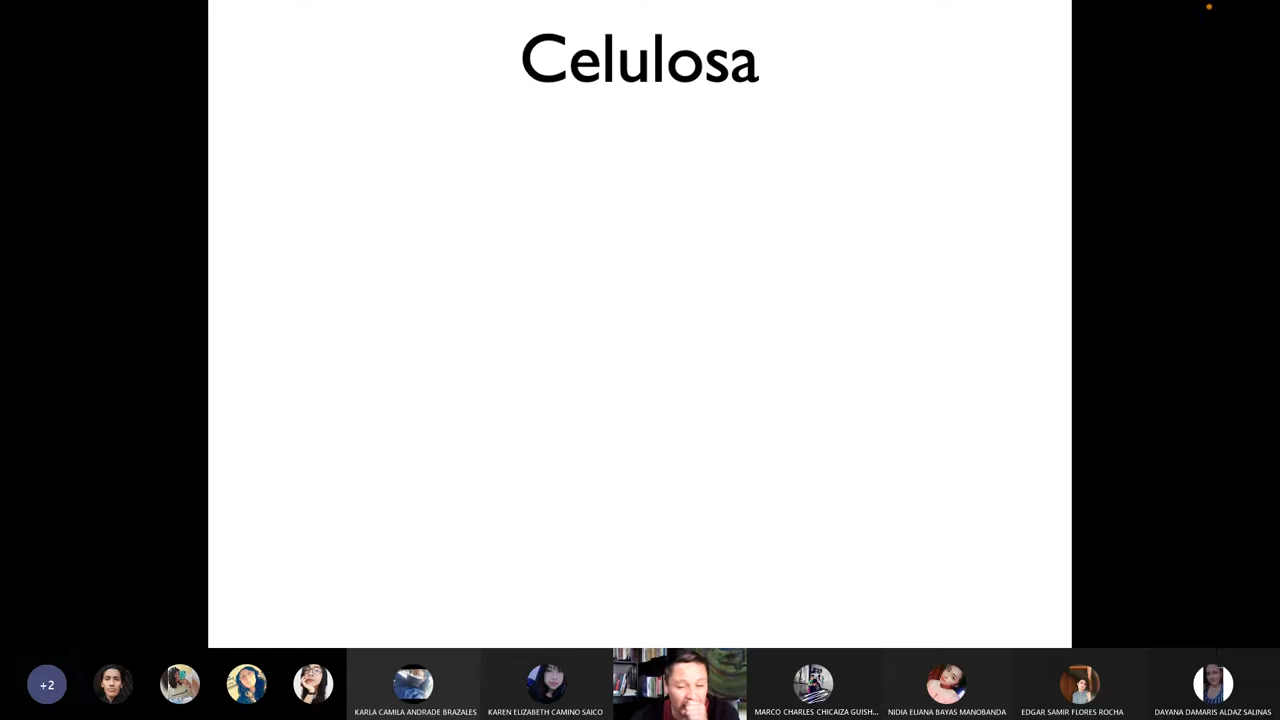 Celulosa
+2
KARLA CAMILA ANDRADE BRAZALES
KAREN ELIZABETH CAMINO SAICO
MARCO CHARLES CHICAIZA GUISH...
NIDIA ELIANA BAYAS MANOBANDA
EDGAR SAMIR FLORES ROCHA
DAYANA DAMARIS ALDAZ SALINAS